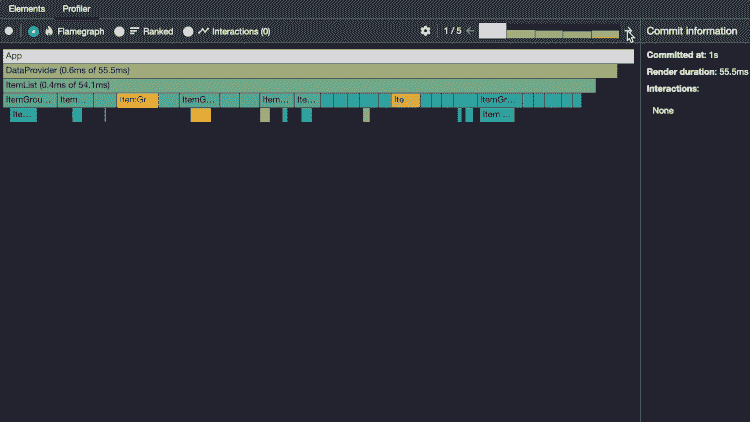 Elements Profiler
Flamegraph Ranked Interactions (0) 1 / 5 Commit information
App
DataProvider (0.6ms of 55.5ms)
ItemList (0.4ms of 54.1ms)
ItemGrou... Item... ItemGr... ItemG... Item... Ite... Ite... ItemGr...
Ite... Item ...
Committed at: 1s
Render duration: 55.5ms
Interactions:
None